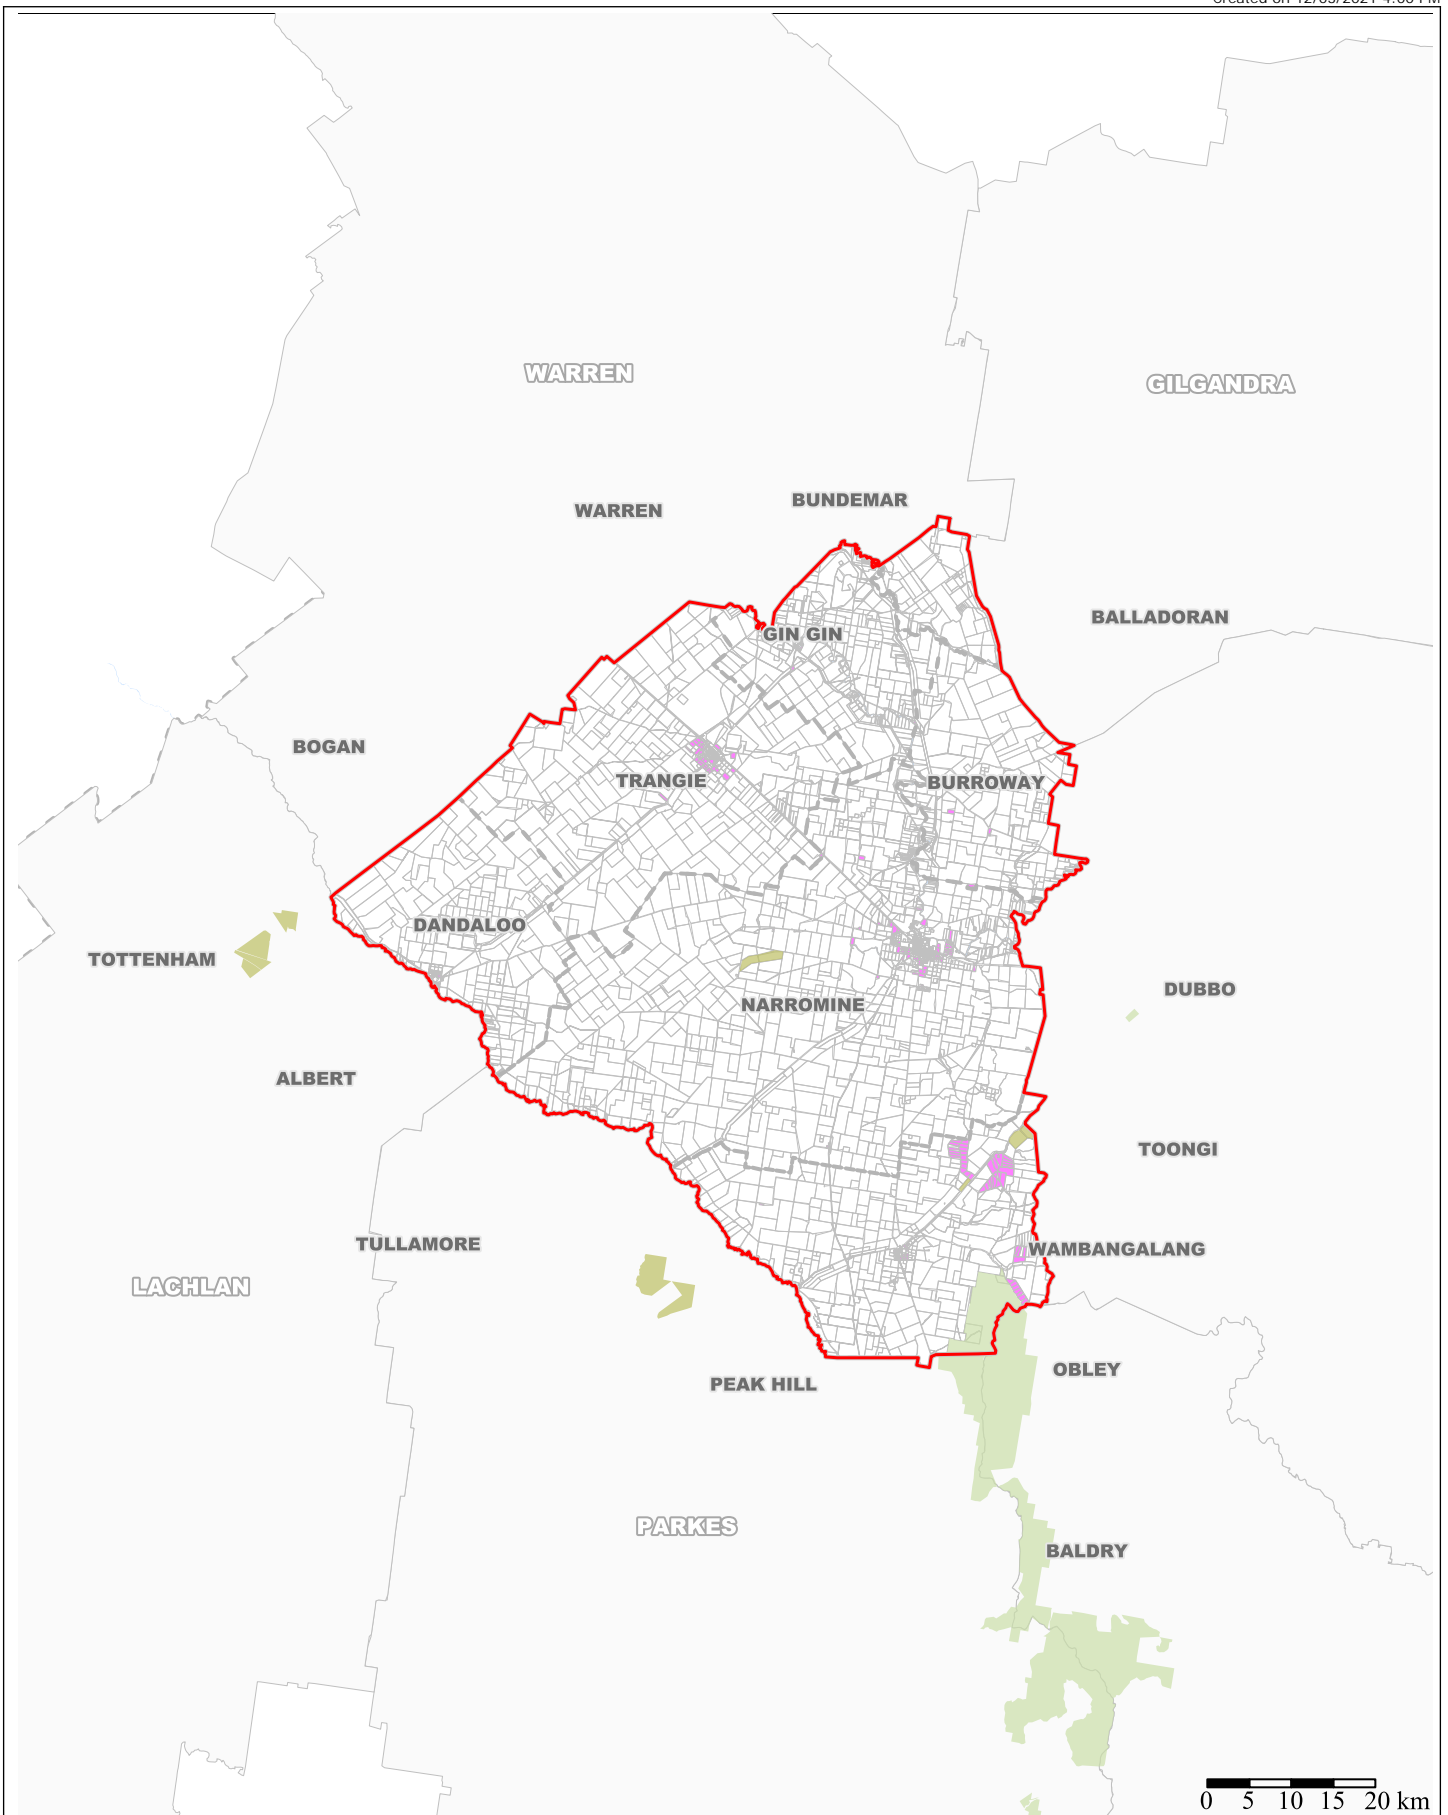 WARREN
GILGANDRA
BUNDEMAR
WARREN
BALLADORAN
GIN GIN
BOGAN
TRANGIE
BURROWAY
DANDALOO
TOTTENHAM
DUBBO
NARROMINE
ALBERT
TOONGI
TULLAMORE
WAMBANGALANG
LACHLAN
OBLEY
PEAK HILL
PARKES
BALDRY
0 5 10 15 20 km